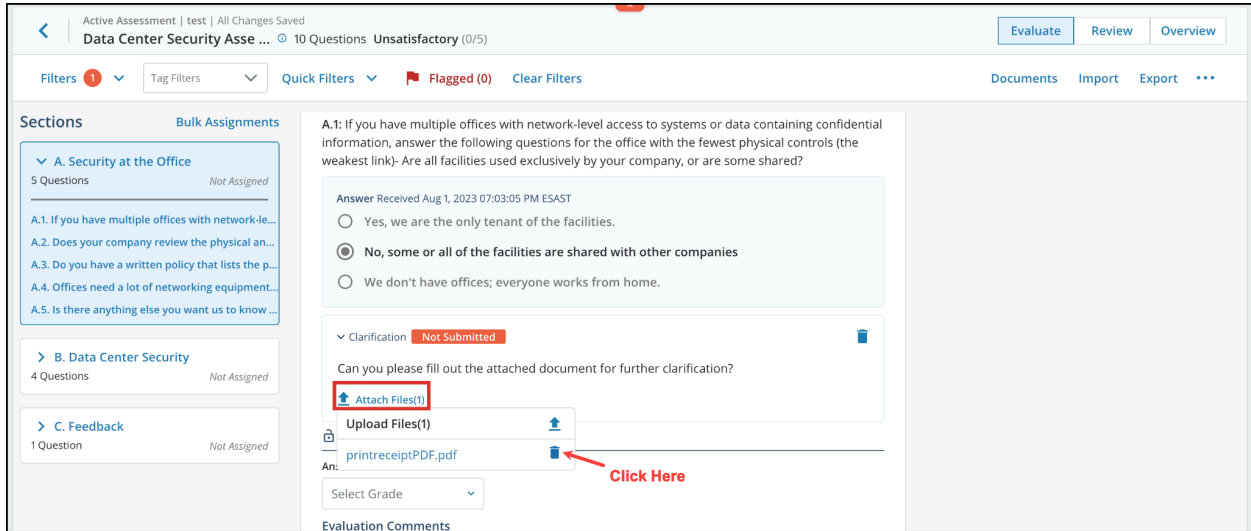 Active Assessment | test | All Changes Saved
Data Center Security Asse ... 10 Questions Unsatisfactory (0/5)
Evaluate Review Overview
Filters 1 Tag Filters Quick Filters Flagged (0) Clear Filters
Documents Import Export
Sections Bulk Assignments
A. Security at the Office
5 Questions Not Assigned
A.1. If you have multiple offices with network-le...
A.2. Does your company review the physical an...
A.3. Do you have a written policy that lists the p...
A.4. Offices need a lot of networking equipment...
A.5. Is there anything else you want us to know ...
B. Data Center Security
4 Questions Not Assigned
C. Feedback
1 Question Not Assigned
A.1: If you have multiple offices with network-level access to systems or data containing confidential
information, answer the following questions for the office with the fewest physical controls (the
weakest link)- Are all facilities used exclusively by your company, or are some shared?
Answer Received Aug 1, 2023 07:03:05 PM ESAST
Yes, we are the only tenant of the facilities.
No, some or all of the facilities are shared with other companies
We don't have offices; everyone works from home.
Clarification Not Submitted
Can you please fill out the attached document for further clarification?
Attach Files(1)
Upload Files(1)
printreceiptPDF.pdf
Click Here
Select Grade
Evaluation Comments